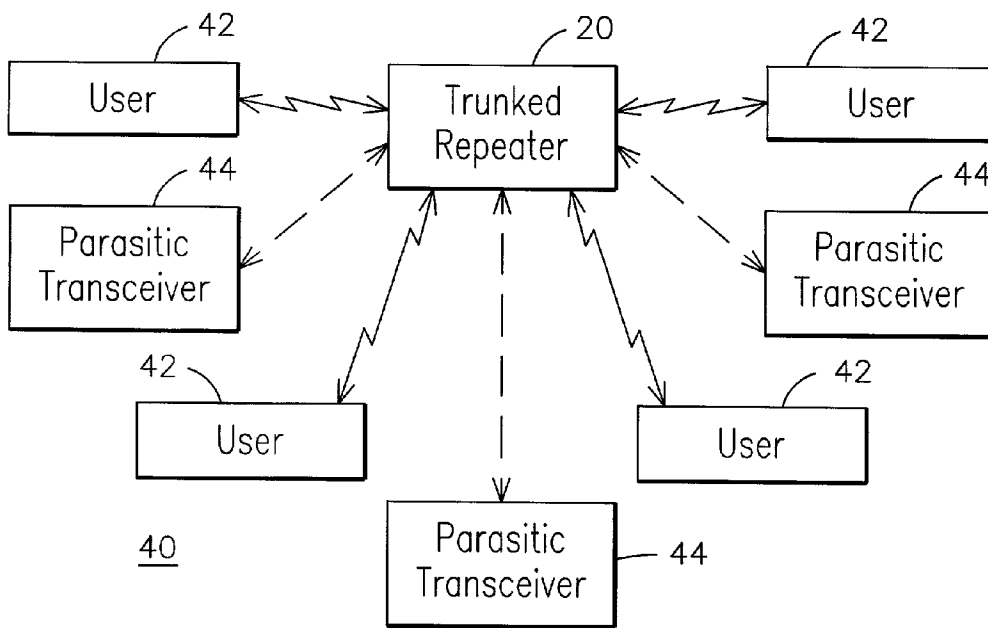 42
20
42
User
Trunked
Repeater
User
44
44
Parasitic
Transceiver
Parasitic
Transceiver
42
42
User
User
40
Parasitic
Transceiver
44